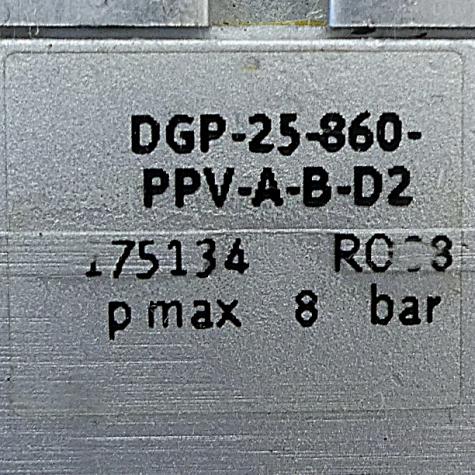 DGP-25-860-
PPV-A-B-D2
175134
p max 8 bar